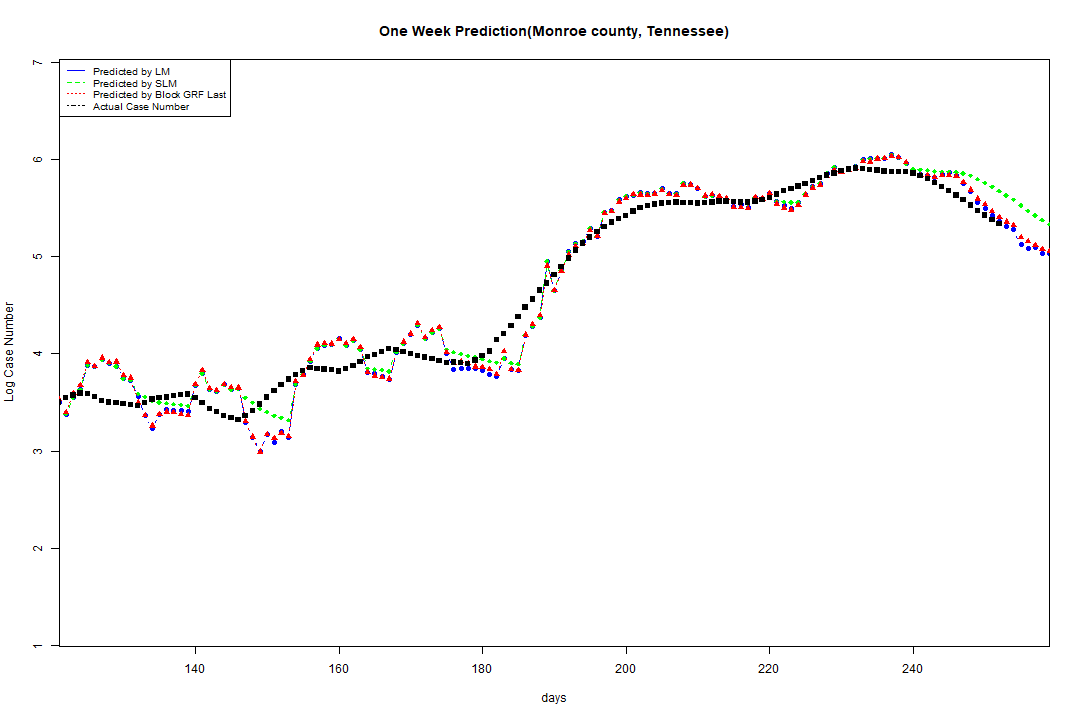 One Week Prediction(Monroe county, Tennessee)
Predicted by LM
Predicted by SLM
Predicted by Block GRF Last
Actual Case Number
7
6
5
4
3
2
1
Log Case Number
140 160 180 200 220 240
days